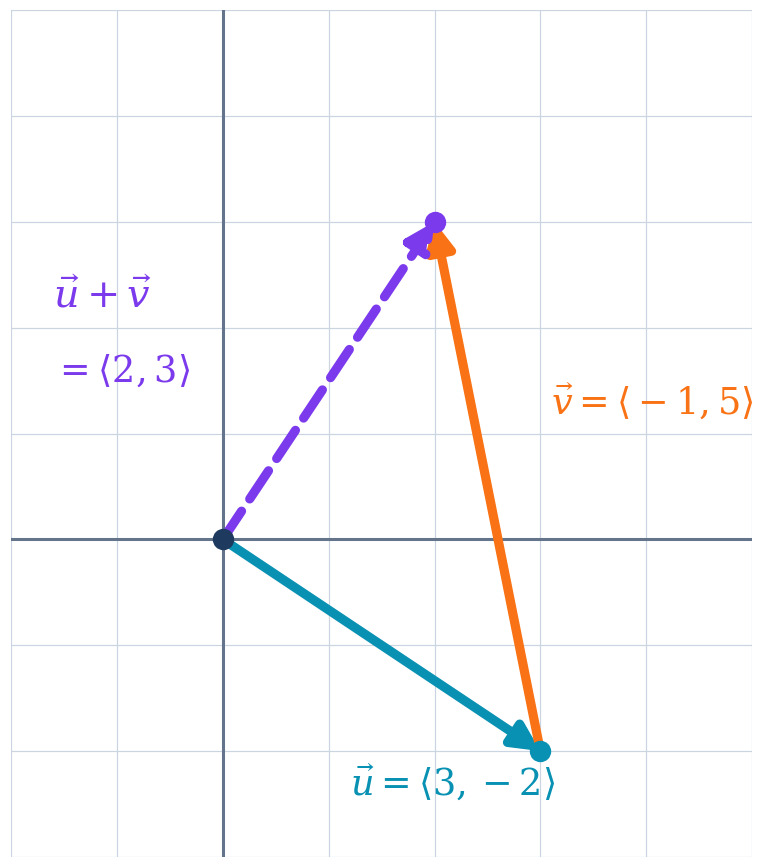 u⃗ + v⃗
= ⟨2, 3⟩
v⃗ = ⟨−1, 5⟩
u⃗ = ⟨3, −2⟩